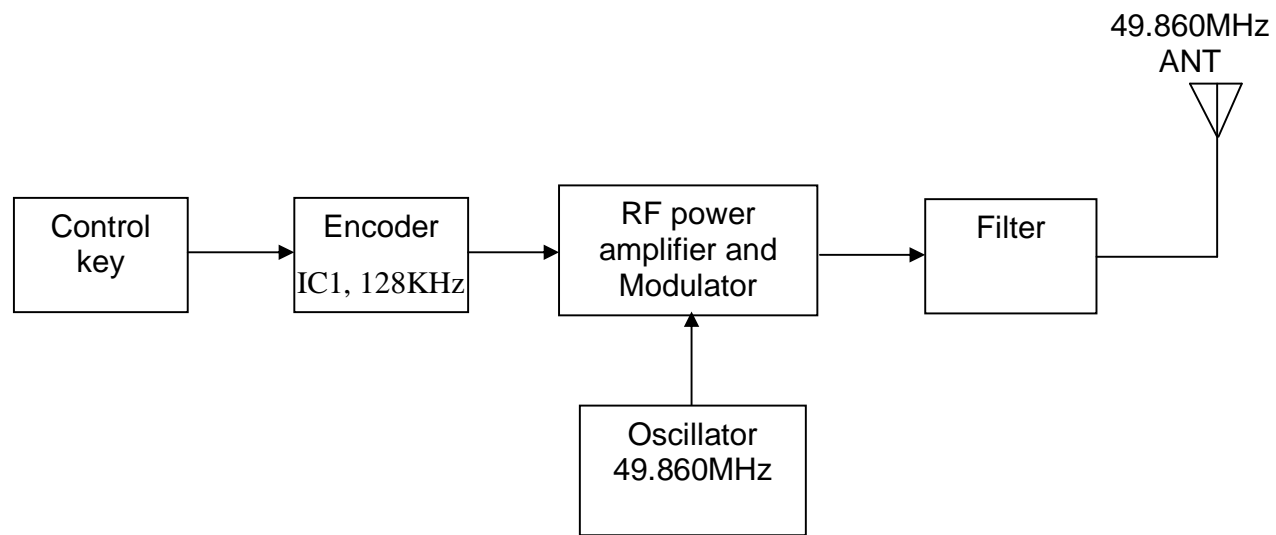 49.860MHz
ANT
Control
key
Encoder
IC1, 128KHz
RF power
amplifier and
Modulator
Filter
Oscillator
49.860MHz